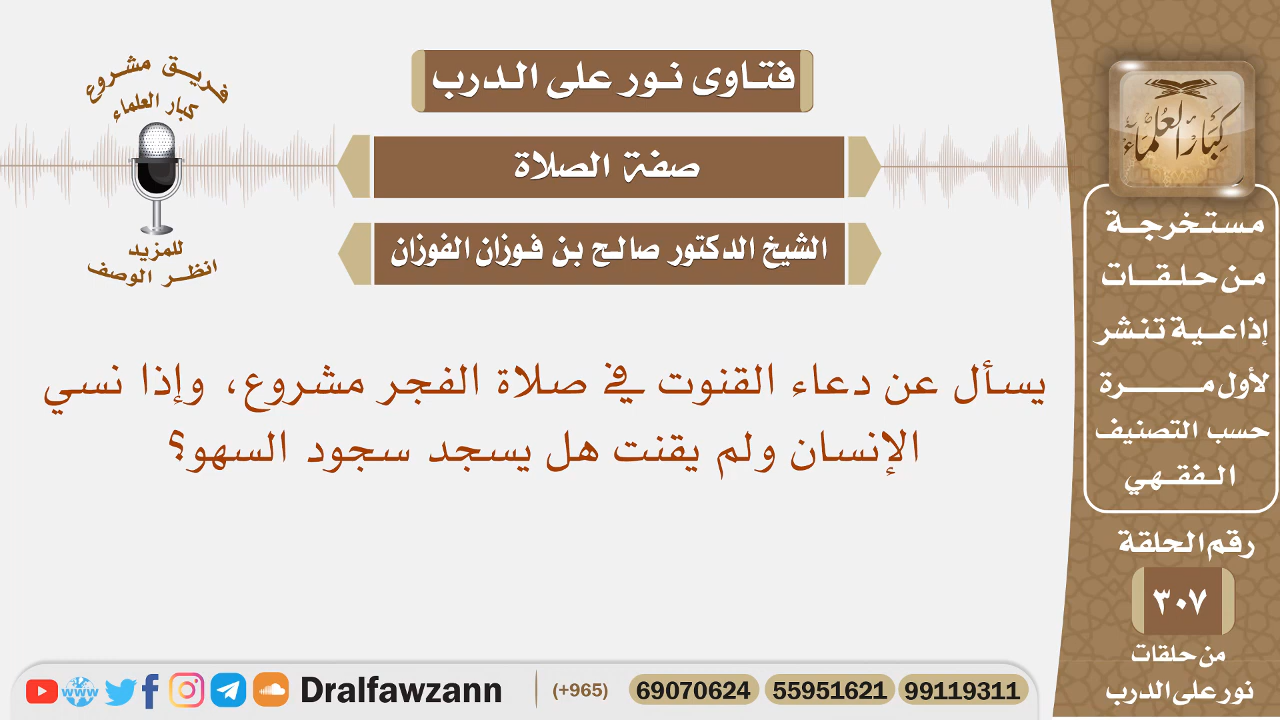 فتاوى نور على الدرب
صفة الصلاة
الشيخ الدكتور صالح بن فوزان الفوزان
يسأل عن دعاء القنوت في صلاة الفجر مشروع، وإذا نسي
الإنسان ولم يقنت هل يسجد سجود السهو؟
فريق مشروع
كبار العلماء
للمزيد
انظر الوصف
كبار العلماء
مستخرجة
من حلقات
إذاعية تنشر
لأول مرة
حسب التصنيف
الفقهي
رقم الحلقة
٣٠٧
من حلقات
نور على الدرب
www Dralfawzann (+965) 69070624 55951621 99119311